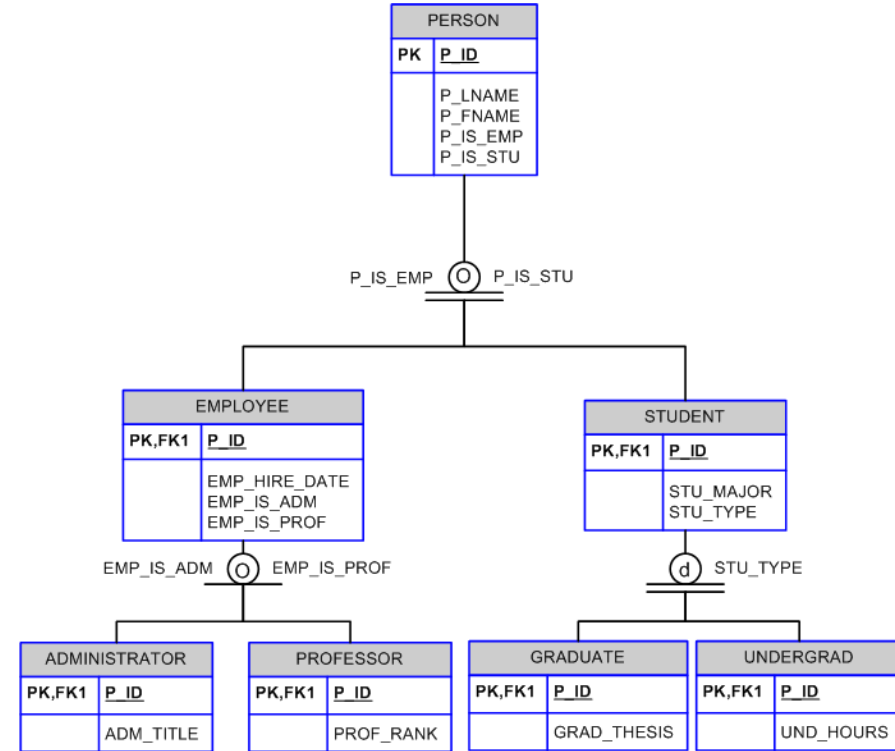 PERSON
PK P_ID
P_LNAME
P_FNAME
P_IS_EMP
P_IS_STU
P_IS_EMP O P_IS_STU
EMPLOYEE
PK,FK1 P_ID
EMP_HIRE_DATE
EMP_IS_ADM
EMP_IS_PROF
STUDENT
PK,FK1 P_ID
STU_MAJOR
STU_TYPE
EMP_IS_ADM O EMP_IS_PROF
d STU_TYPE
ADMINISTRATOR
PK,FK1 P_ID
ADM_TITLE
PROFESSOR
PK,FK1 P_ID
PROF_RANK
GRADUATE
PK,FK1 P_ID
GRAD_THESIS
UNDERGRAD
PK,FK1 P_ID
UND_HOURS